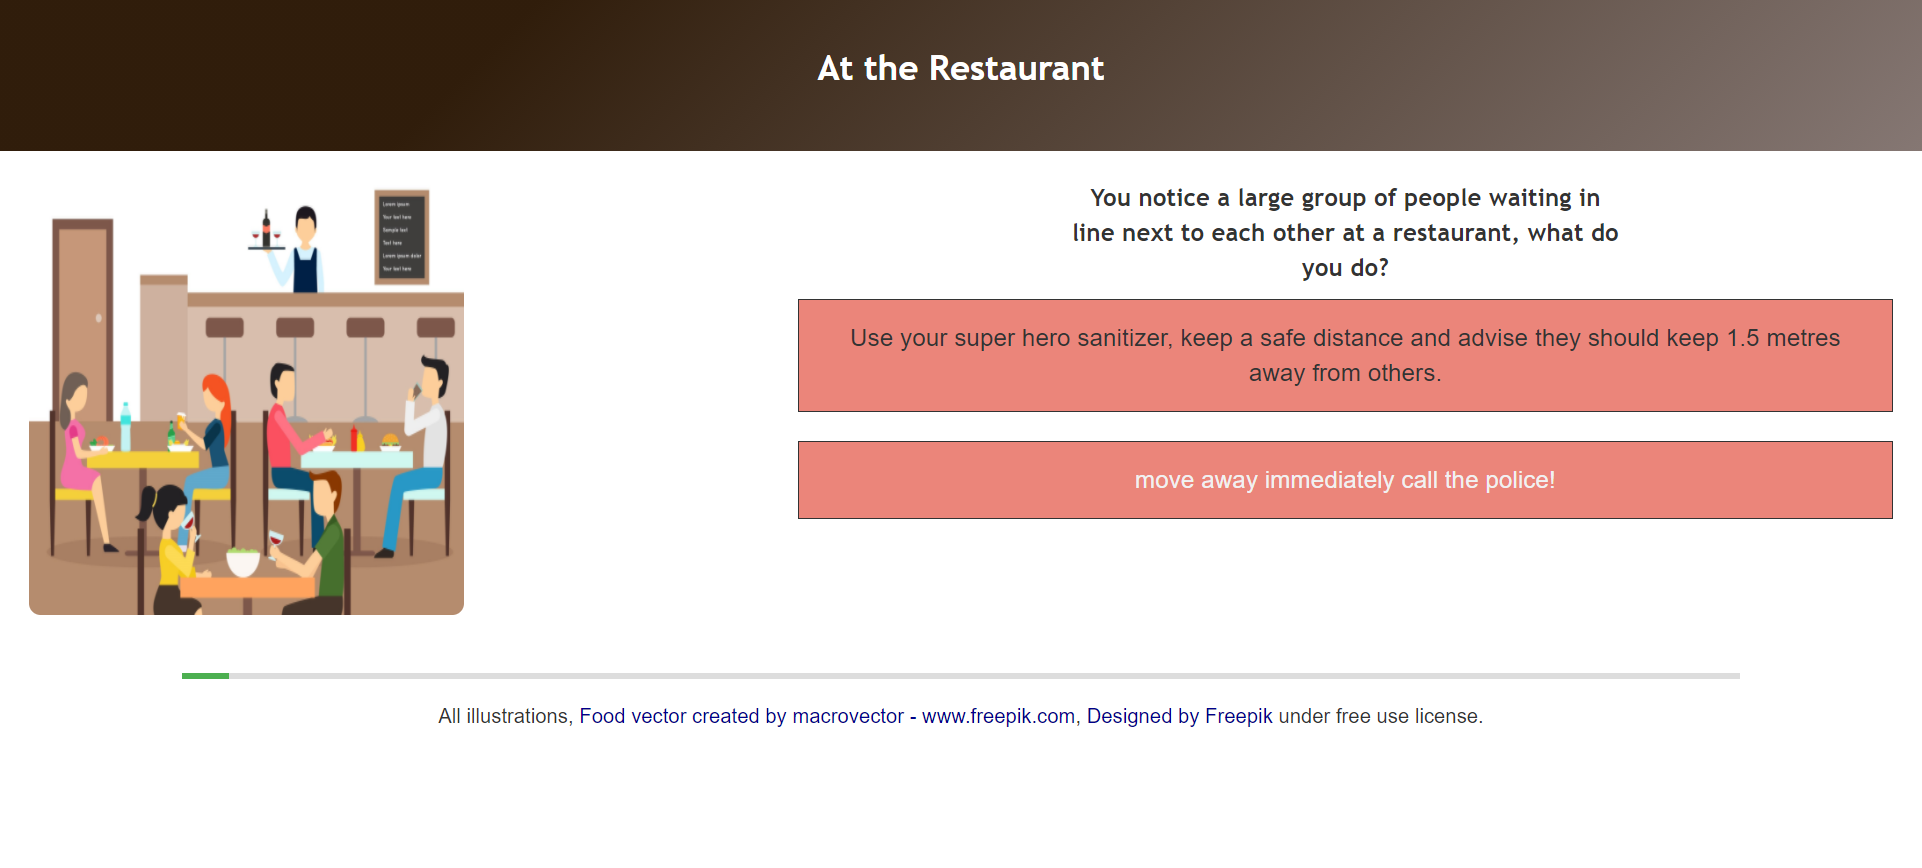 At the Restaurant
Lorem ipsum
Your text here
Sample text
Text here
Lorem ipsum dolor
Your text here
You notice a large group of people waiting in
line next to each other at a restaurant, what do
you do?
Use your super hero sanitizer, keep a safe distance and advise they should keep 1.5 metres
away from others.
move away immediately call the police!
All illustrations, Food vector created by macrovector - www.freepik.com, Designed by Freepik under free use license.